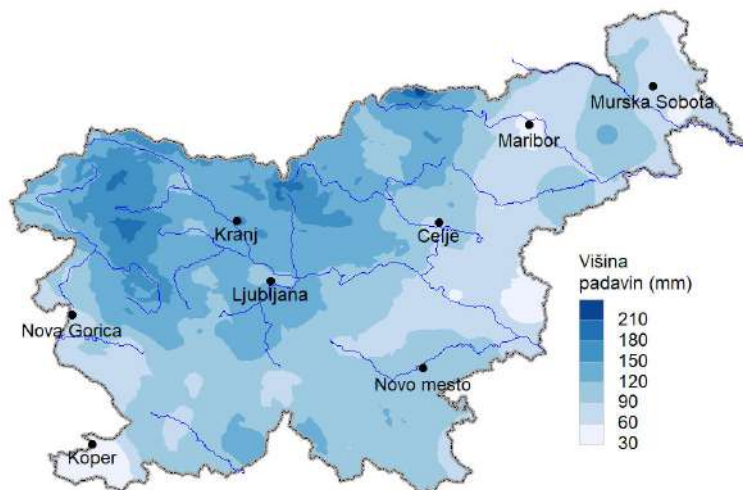 Murska Sobota
Maribor
Kranj
Celje
Ljubljana
Nova Gorica
Novo mesto
Koper
Višina
padavin (mm)
210
180
150
120
90
60
30